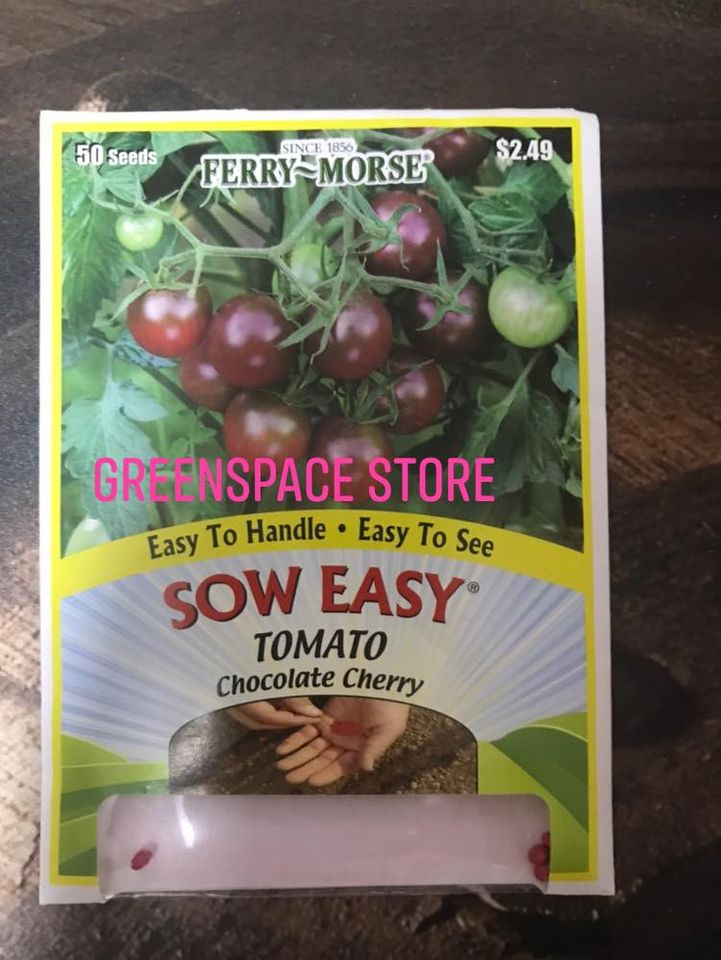 50 Seeds
SINCE 1856
FERRY~MORSE®
$2.49
GREENSPACE STORE
Easy To Handle • Easy To See
SOW EASY®
TOMATO
Chocolate Cherry